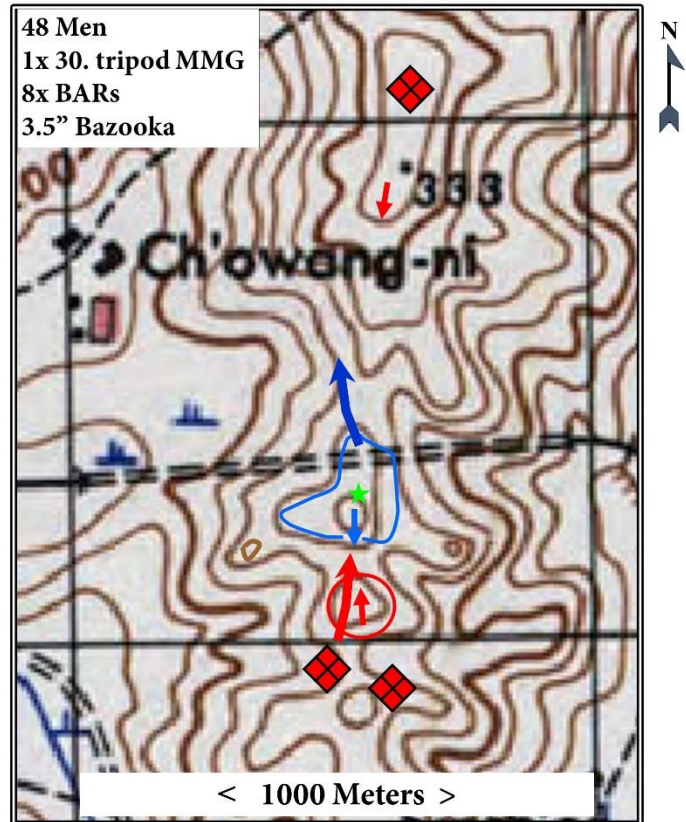 48 Men
1x 30. tripod MMG
8x BARs
3.5” Bazooka
N
333
Ch'owang-ni
< 1000 Meters >